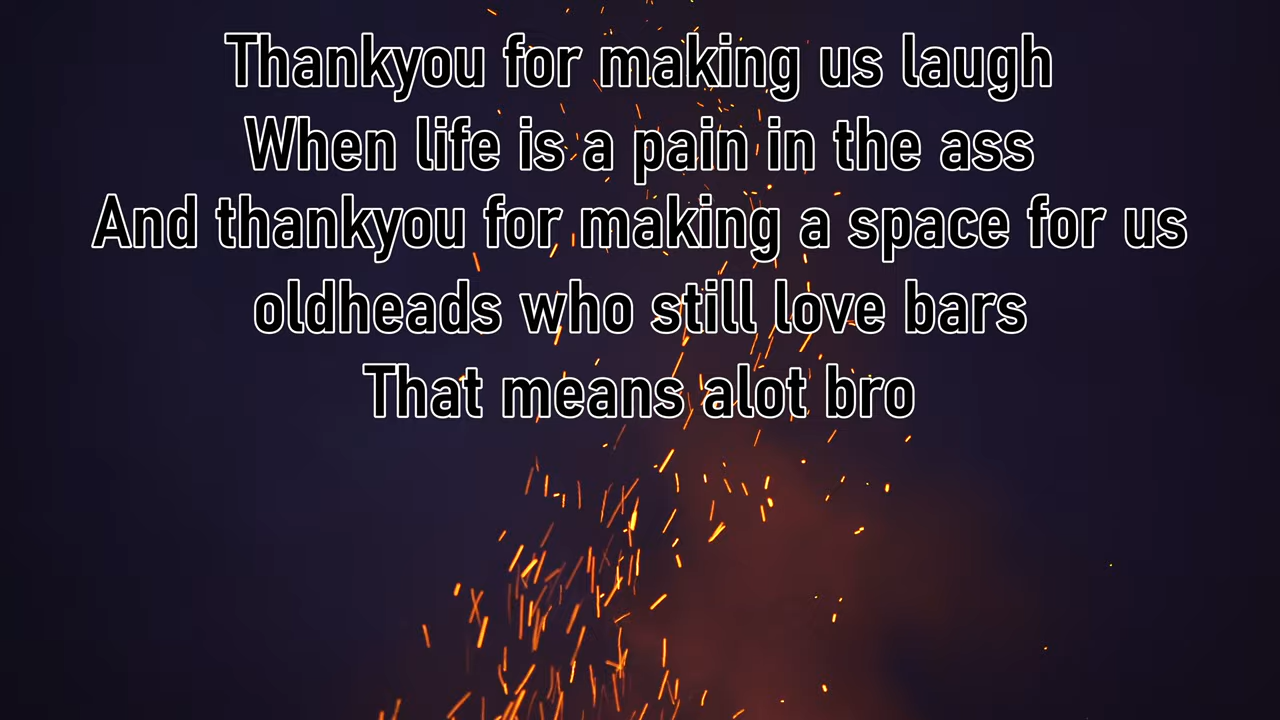 Thankyou for making us laugh
When life is a pain in the ass
And thankyou for making a space for us
oldheads who still love bars
That means alot bro